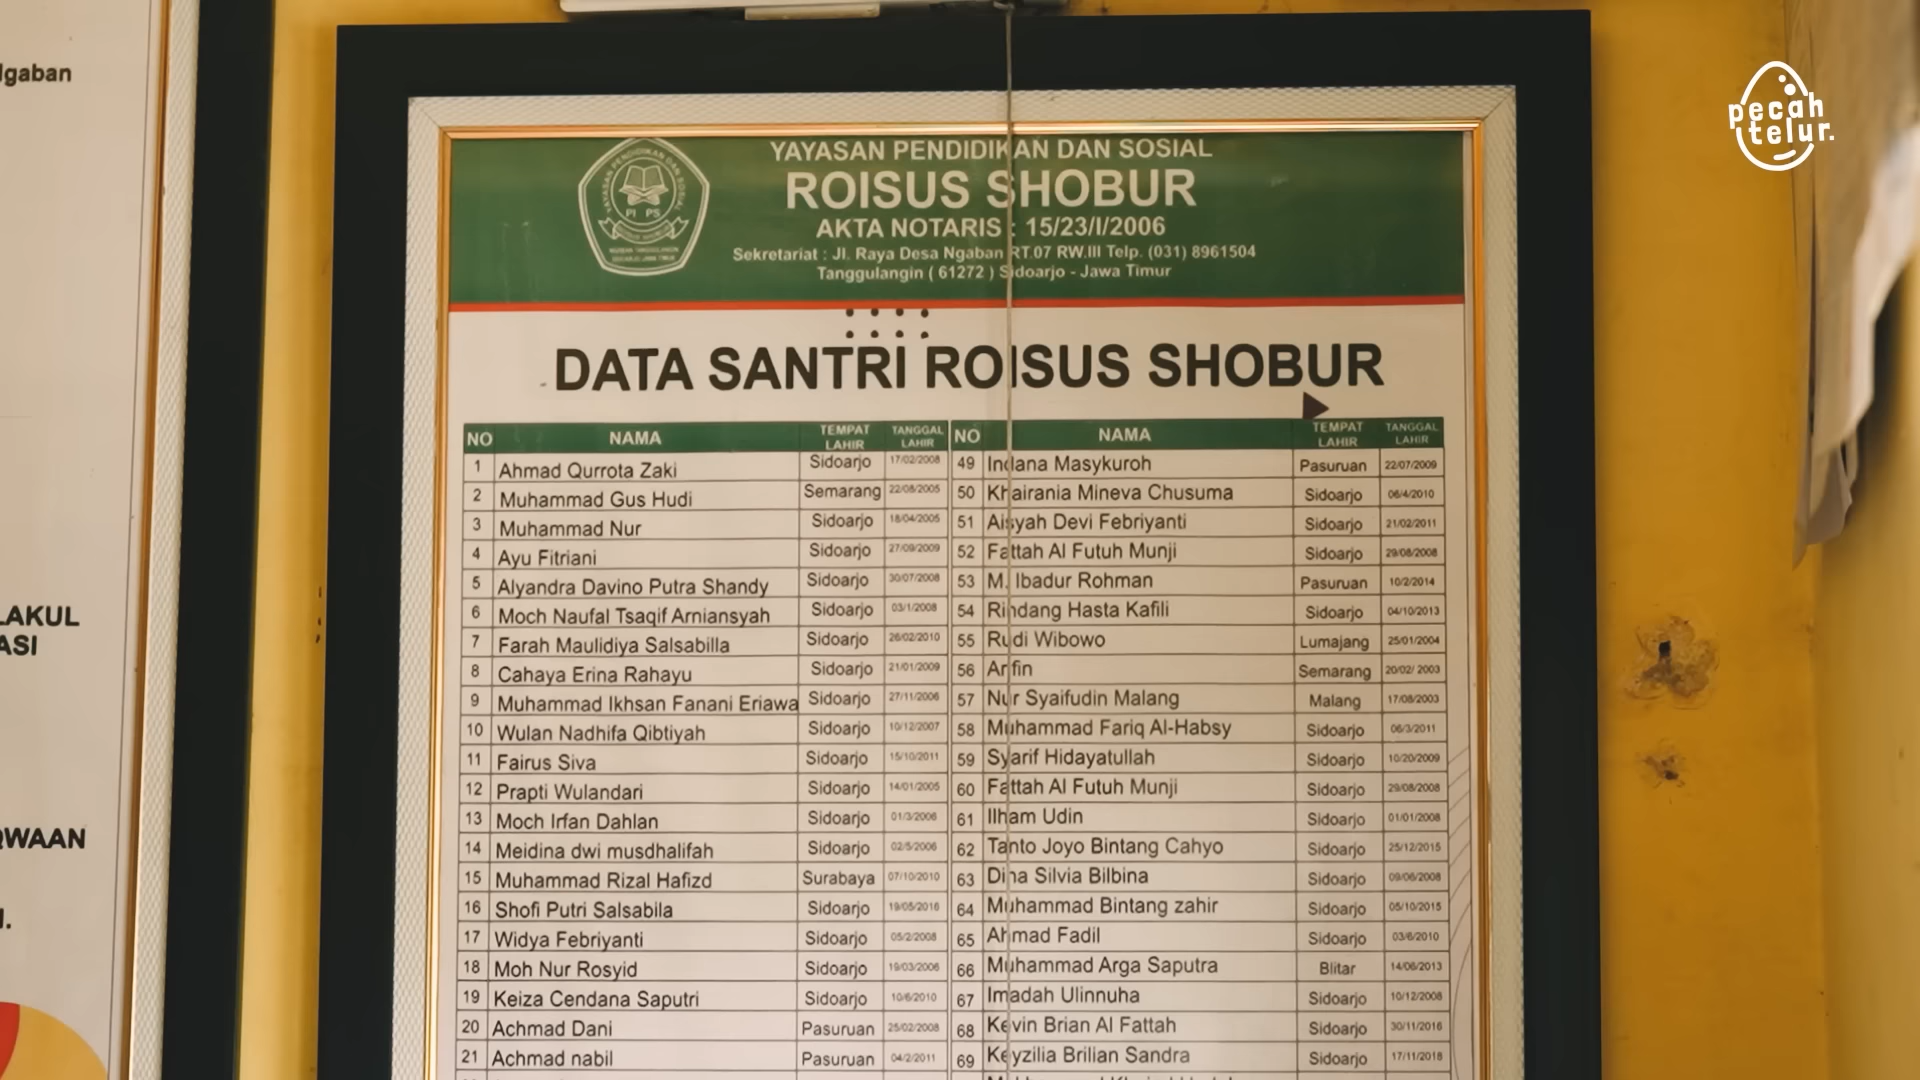 lgaban
LAKUL
ASI
QWAAN
pecah
telur.
YAYASAN PENDIDIKAN DAN SOSIAL
ROISUS SHOBUR
AKTA NOTARIS : 15/23/I/2006
Sekretariat : Jl. Raya Desa Ngaban RT.07 RW.III Telp. (031) 8961504
Tanggulangin ( 61272 ) Sidoarjo - Jawa Timur
YAYASAN PENDIDIKAN DAN SOSIAL
PI PS
DATA SANTRI ROISUS SHOBUR
NO NAMA TEMPAT LAHIR TANGGAL LAHIR NO NAMA TEMPAT LAHIR TANGGAL LAHIR
1 Ahmad Qurrota Zaki Sidoarjo 17/02/2008 49 Indana Masykuroh Pasuruan 22/07/2009
2 Muhammad Gus Hudi Semarang 22/08/2005 50 Khairania Mineva Chusuma Sidoarjo 06/4/2010
3 Muhammad Nur Sidoarjo 18/04/2005 51 Aisyah Devi Febriyanti Sidoarjo 21/02/2011
4 Ayu Fitriani Sidoarjo 27/09/2009 52 Fattah Al Futuh Munji Sidoarjo 29/08/2008
5 Alyandra Davino Putra Shandy Sidoarjo 30/07/2008 53 M. Ibadur Rohman Pasuruan 10/2/2014
6 Moch Naufal Tsaqif Arniansyah Sidoarjo 03/1/2008 54 Rindang Hasta Kafili Sidoarjo 04/10/2013
7 Farah Maulidiya Salsabilla Sidoarjo 26/02/2010 55 Rudi Wibowo Lumajang 25/01/2004
8 Cahaya Erina Rahayu Sidoarjo 21/01/2009 56 Arifin Semarang 20/02/ 2003
9 Muhammad Ikhsan Fanani Eriawa Sidoarjo 27/11/2006 57 Nur Syaifudin Malang Malang 17/08/2003
10 Wulan Nadhifa Qibtiyah Sidoarjo 10/12/2007 58 Muhammad Fariq Al-Habsy Sidoarjo 06/3/2011
11 Fairus Siva Sidoarjo 15/10/2011 59 Syarif Hidayatullah Sidoarjo 10/20/2009
12 Prapti Wulandari Sidoarjo 14/01/2005 60 Fattah Al Futuh Munji Sidoarjo 29/08/2008
13 Moch Irfan Dahlan Sidoarjo 01/3/2006 61 Ilham Udin Sidoarjo 01/01/2008
14 Meidina dwi musdhalifah Sidoarjo 02/5/2006 62 Tanto Joyo Bintang Cahyo Sidoarjo 25/12/2015
15 Muhammad Rizal Hafizd Surabaya 07/10/2010 63 Dina Silvia Bilbina Sidoarjo 09/06/2008
16 Shofi Putri Salsabila Sidoarjo 19/05/2016 64 Muhammad Bintang zahir Sidoarjo 05/10/2015
17 Widya Febriyanti Sidoarjo 05/2/2008 65 Ahmad Fadil Sidoarjo 03/6/2010
18 Moh Nur Rosyid Sidoarjo 19/03/2006 66 Muhammad Arga Saputra Blitar 14/06/2013
19 Keiza Cendana Saputri Sidoarjo 10/6/2010 67 Imadah Ulinnuha Sidoarjo 10/12/2008
20 Achmad Dani Pasuruan 25/02/2008 68 Kevin Brian Al Fattah Sidoarjo 30/11/2016
21 Achmad nabil Pasuruan 04/2/2011 69 Keyzilia Brilian Sandra Sidoarjo 17/11/2018